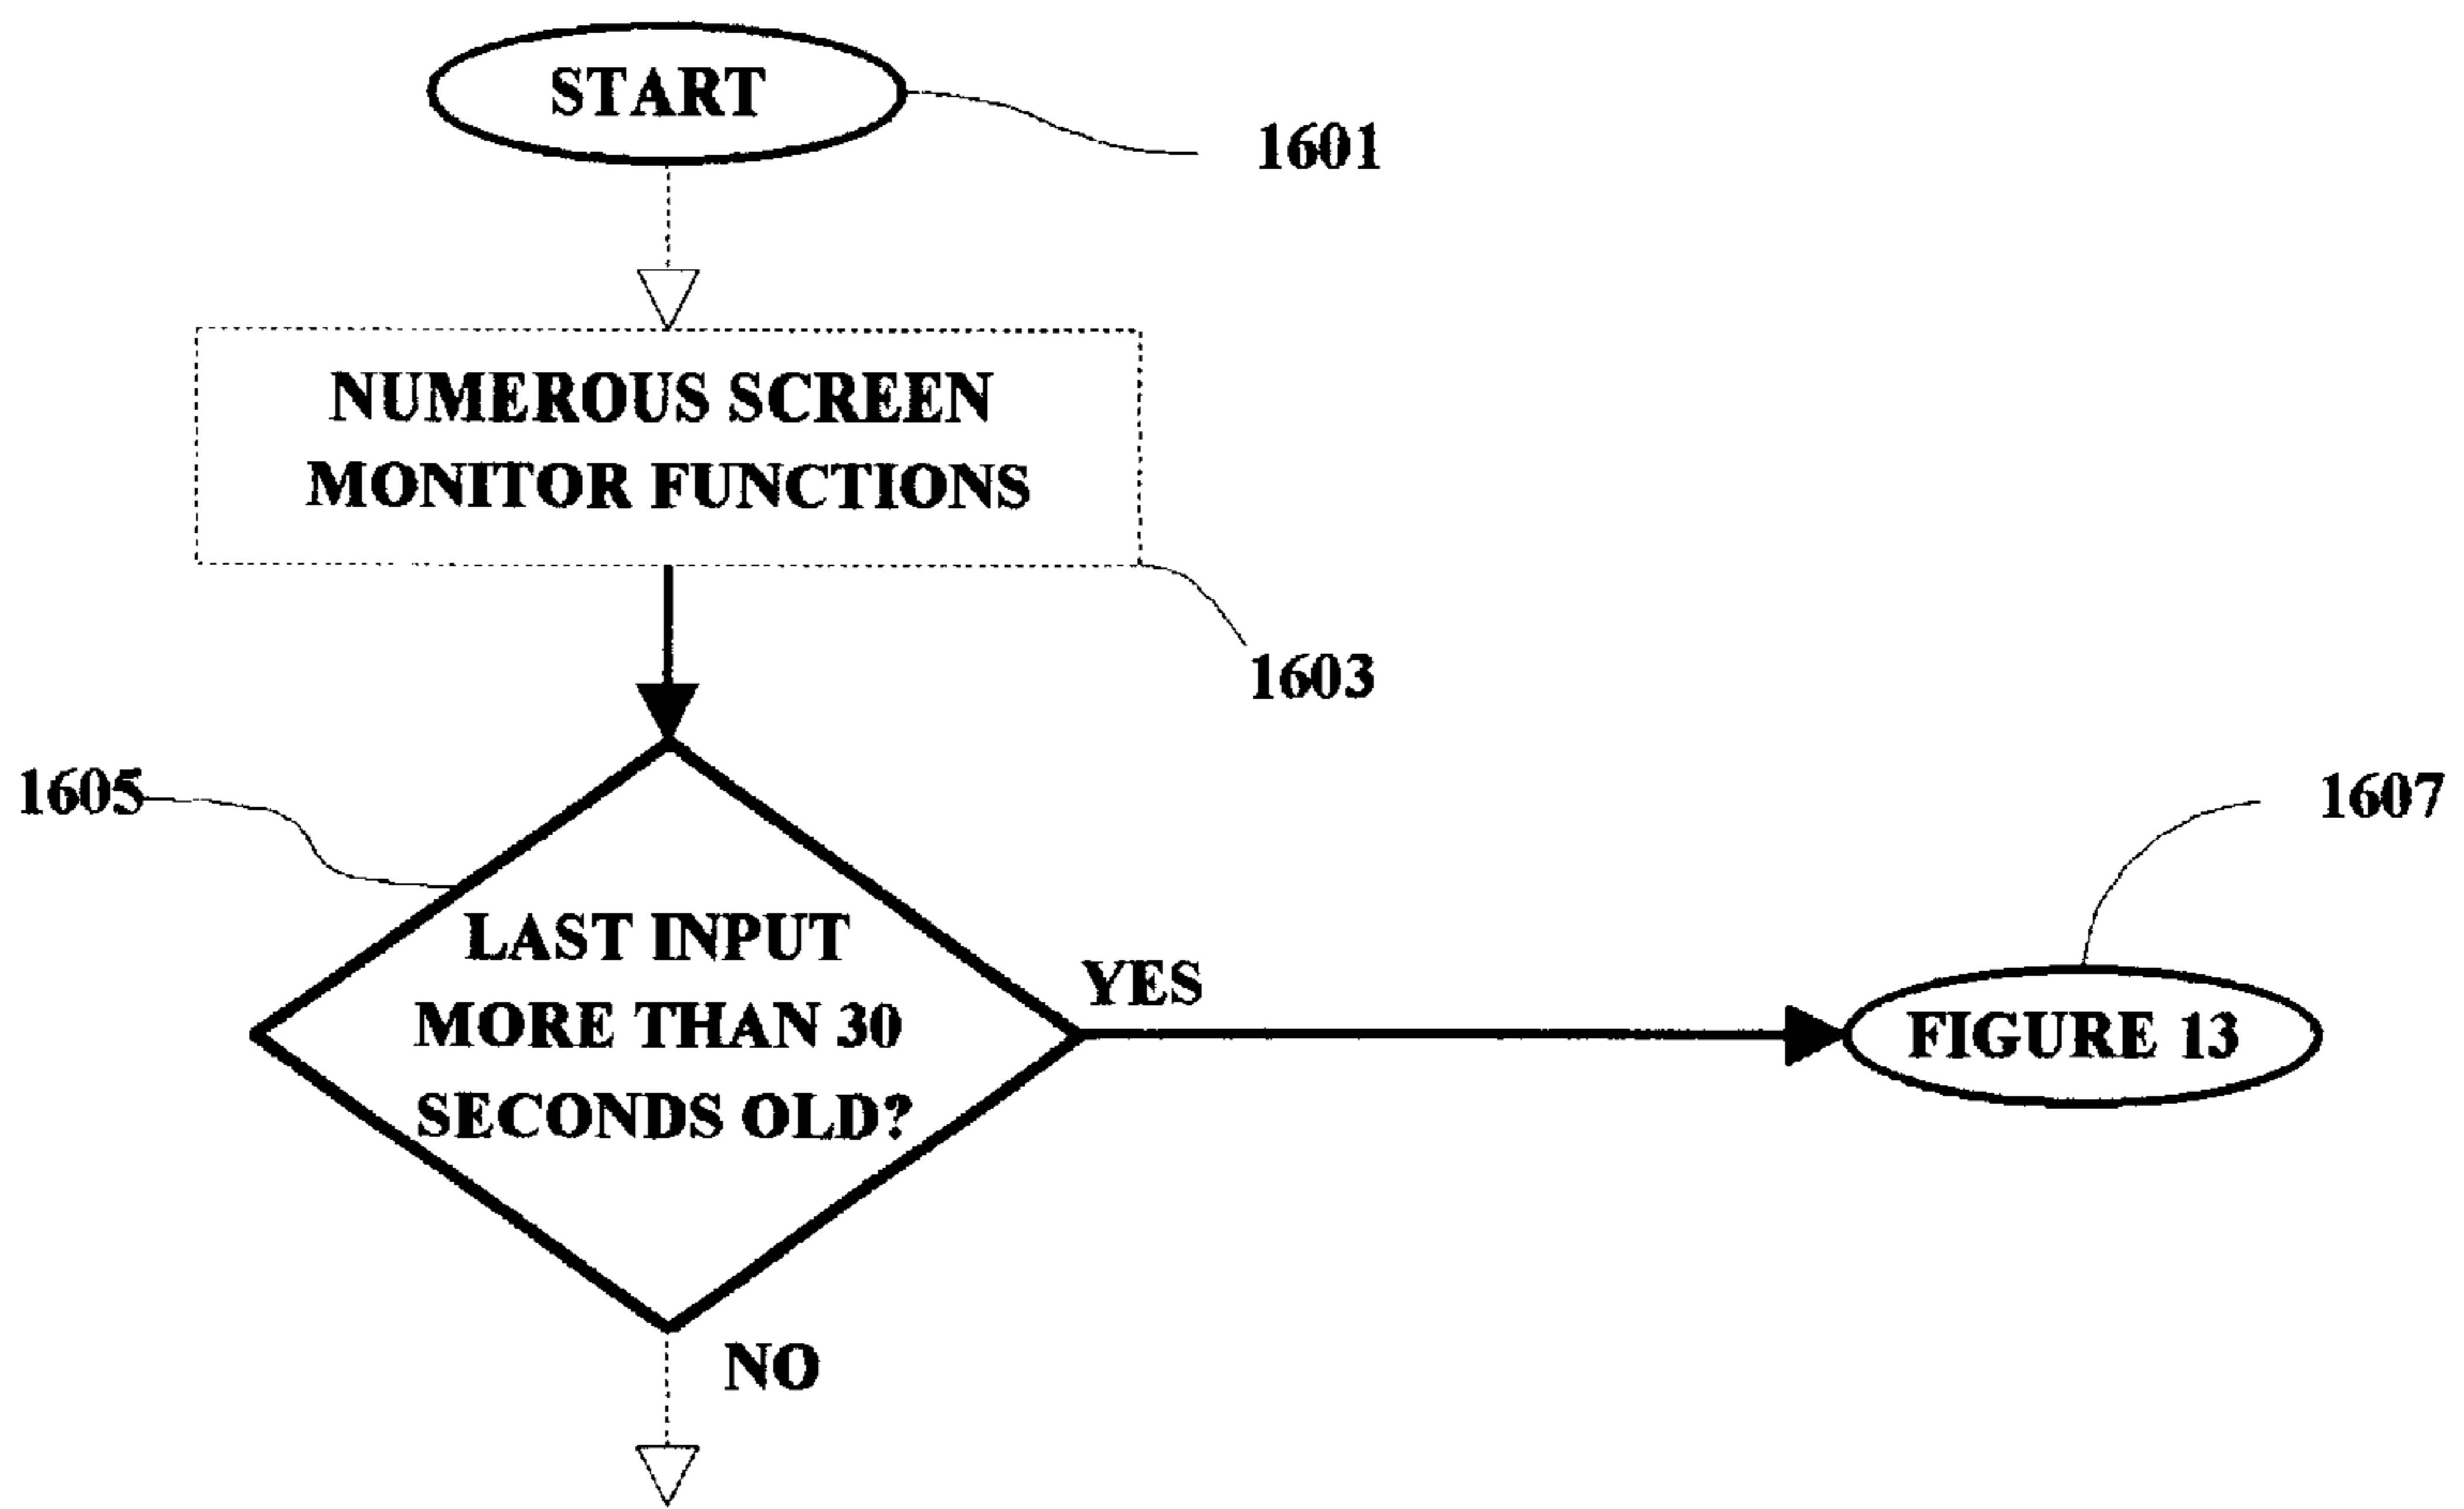 START
1601
NUMEROUS SCREEN
MONITOR FUNCTIONS
1603
1605
1607
LAST INPUT
MORE THAN 30
SECONDS OLD?
YES
FIGURE 13
NO